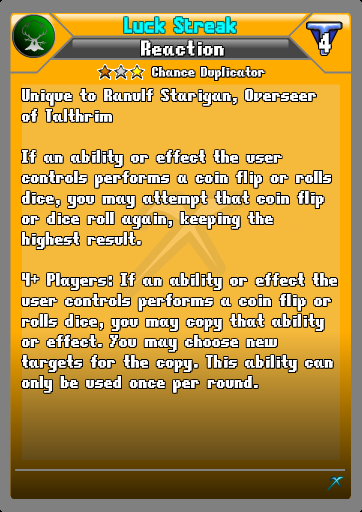 Luck Streak
Reaction
4
Chance Duplicator
Unique to Ranulf Starigan, Overseer
of Talthrim
If an ability or effect the user
controls performs a coin flip or rolls
dice, you may attempt that coin flip
or dice roll again, keeping the
highest result.
4+ Players: If an ability or effect the
user controls performs a coin flip or
rolls dice, you may copy that ability
or effect. You may choose new
targets for the copy. This ability can
only be used once per round.